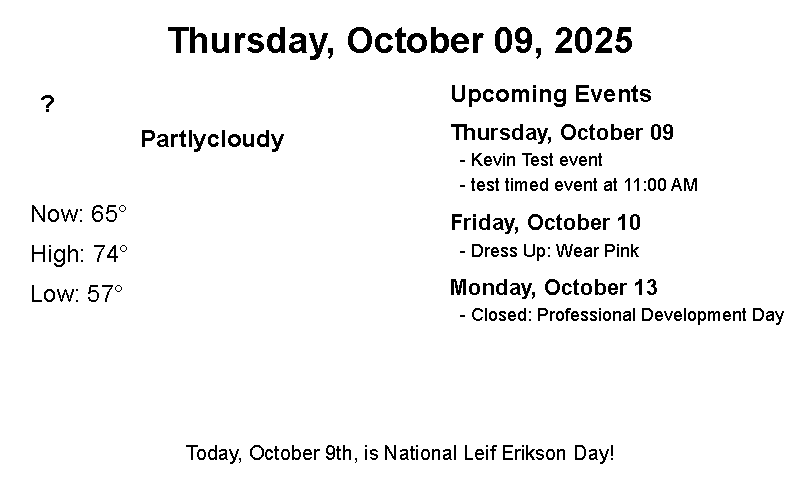 Thursday, October 09, 2025
?
Partlycloudy
Now: 65°
High: 74°
Low: 57°
Upcoming Events
Thursday, October 09
- Kevin Test event
- test timed event at 11:00 AM
Friday, October 10
- Dress Up: Wear Pink
Monday, October 13
- Closed: Professional Development Day
Today, October 9th, is National Leif Erikson Day!